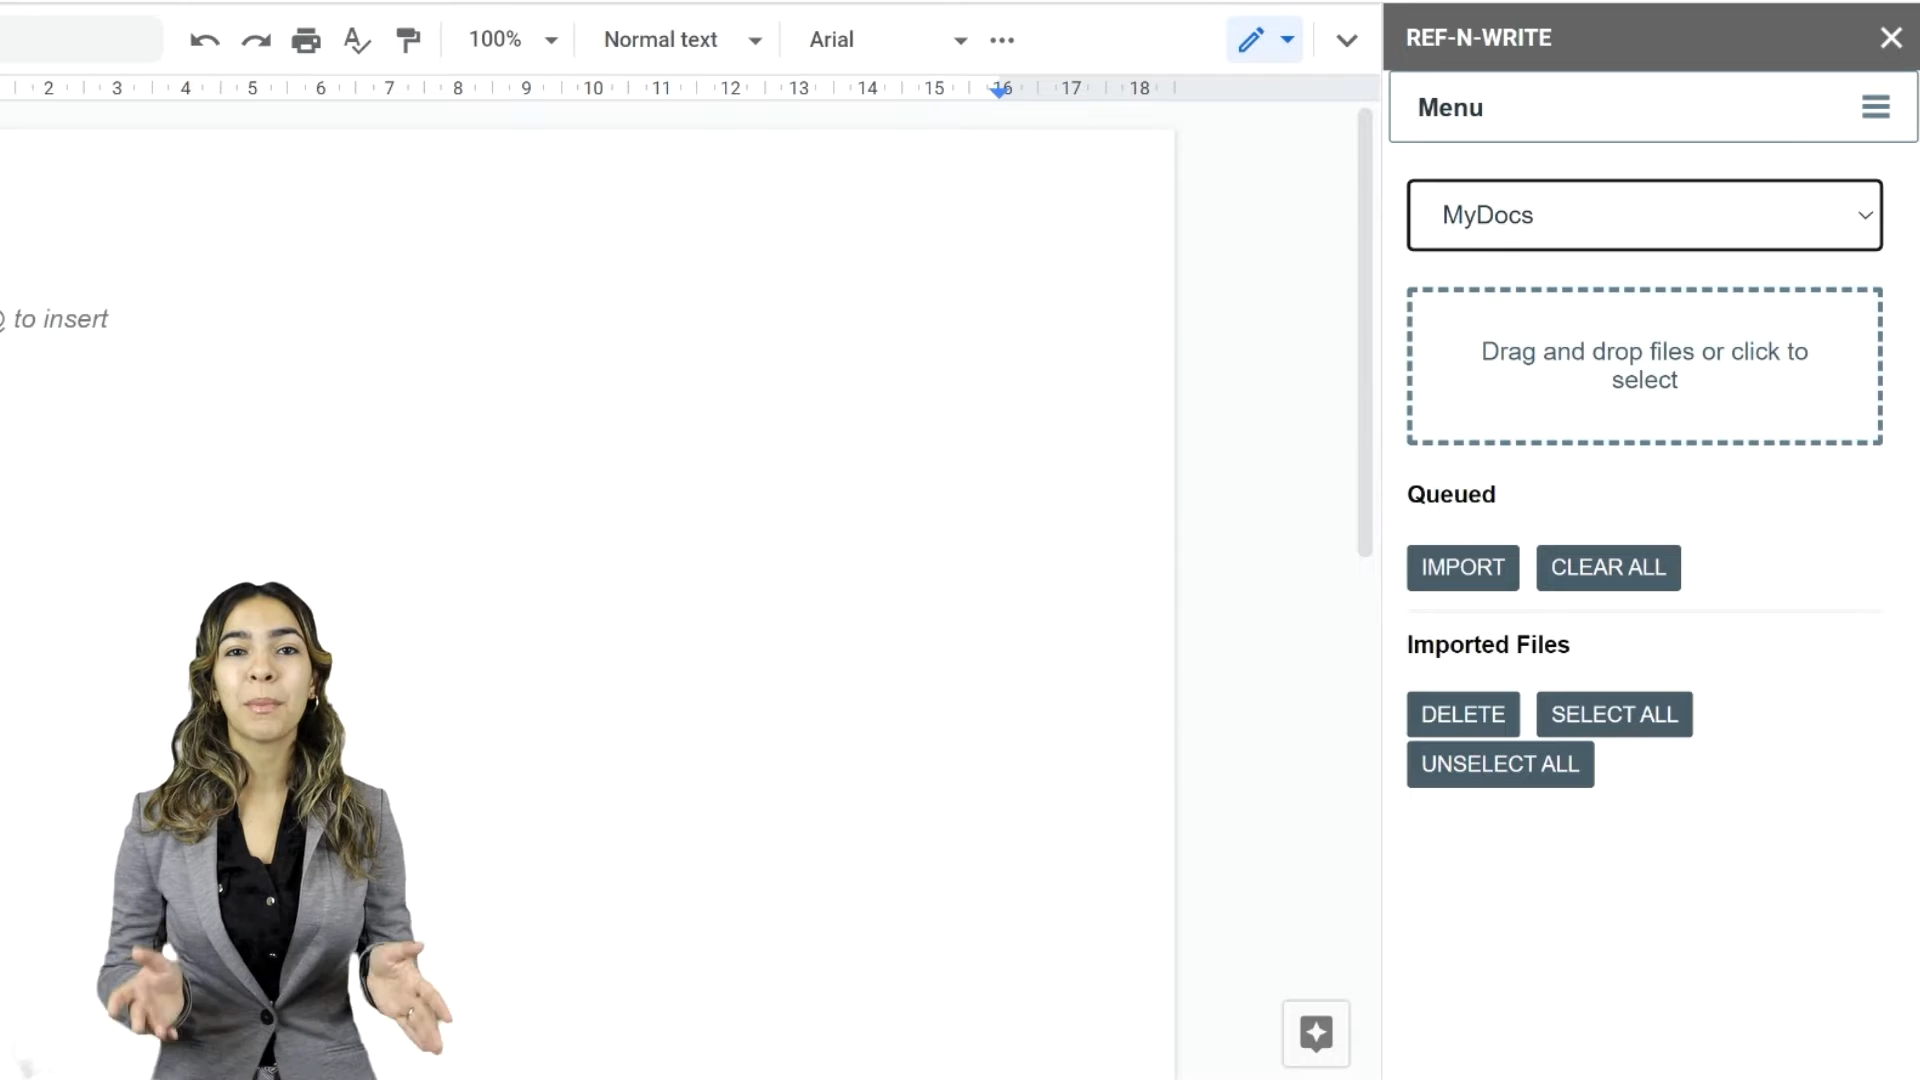 100%
Normal text
Arial
2 3 4 5 6 7 8 9 10 11 12 13 14 15 16 17 18
to insert
REF-N-WRITE
Menu
MyDocs
Drag and drop files or click to
select
Queued
IMPORT CLEAR ALL
Imported Files
DELETE SELECT ALL
UNSELECT ALL